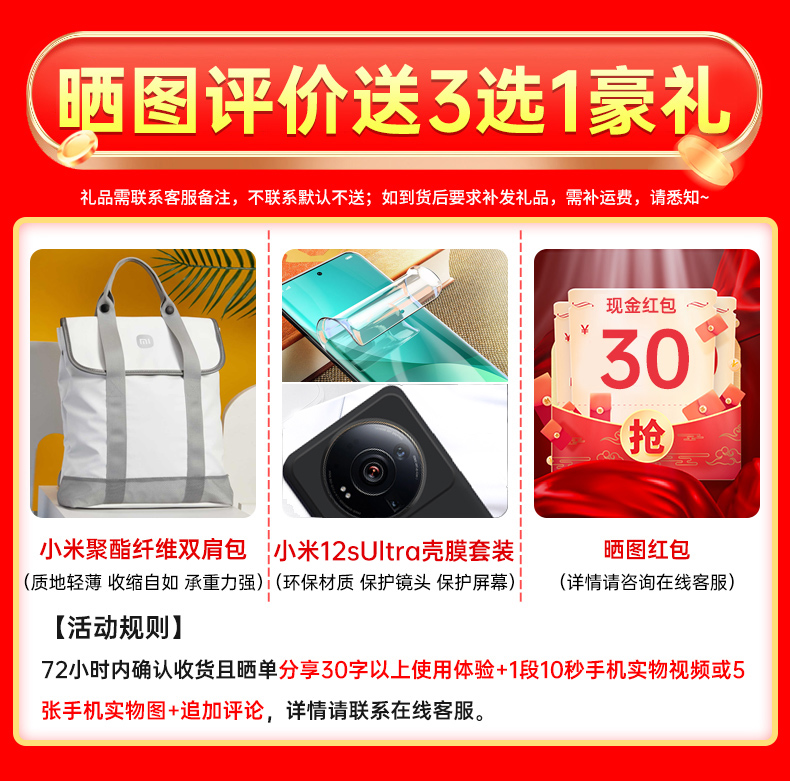 晒图评价送3选1豪礼
礼品需联系客服备注，不联系默认不送；如到货后要求补发礼品，需补运费，请悉知~
现金红包
¥
30
抢
小米聚酯纤维双肩包
小米12sUltra壳膜套装
晒图红包
（质地轻薄 收缩自如 承重力强）
（环保材质 保护镜头 保护屏幕）
（详情请咨询在线客服）
【活动规则】
72小时内确认收货且晒单分享30字以上使用体验+1段10秒手机实物视频或5
张手机实物图+追加评论，详情请联系在线客服。